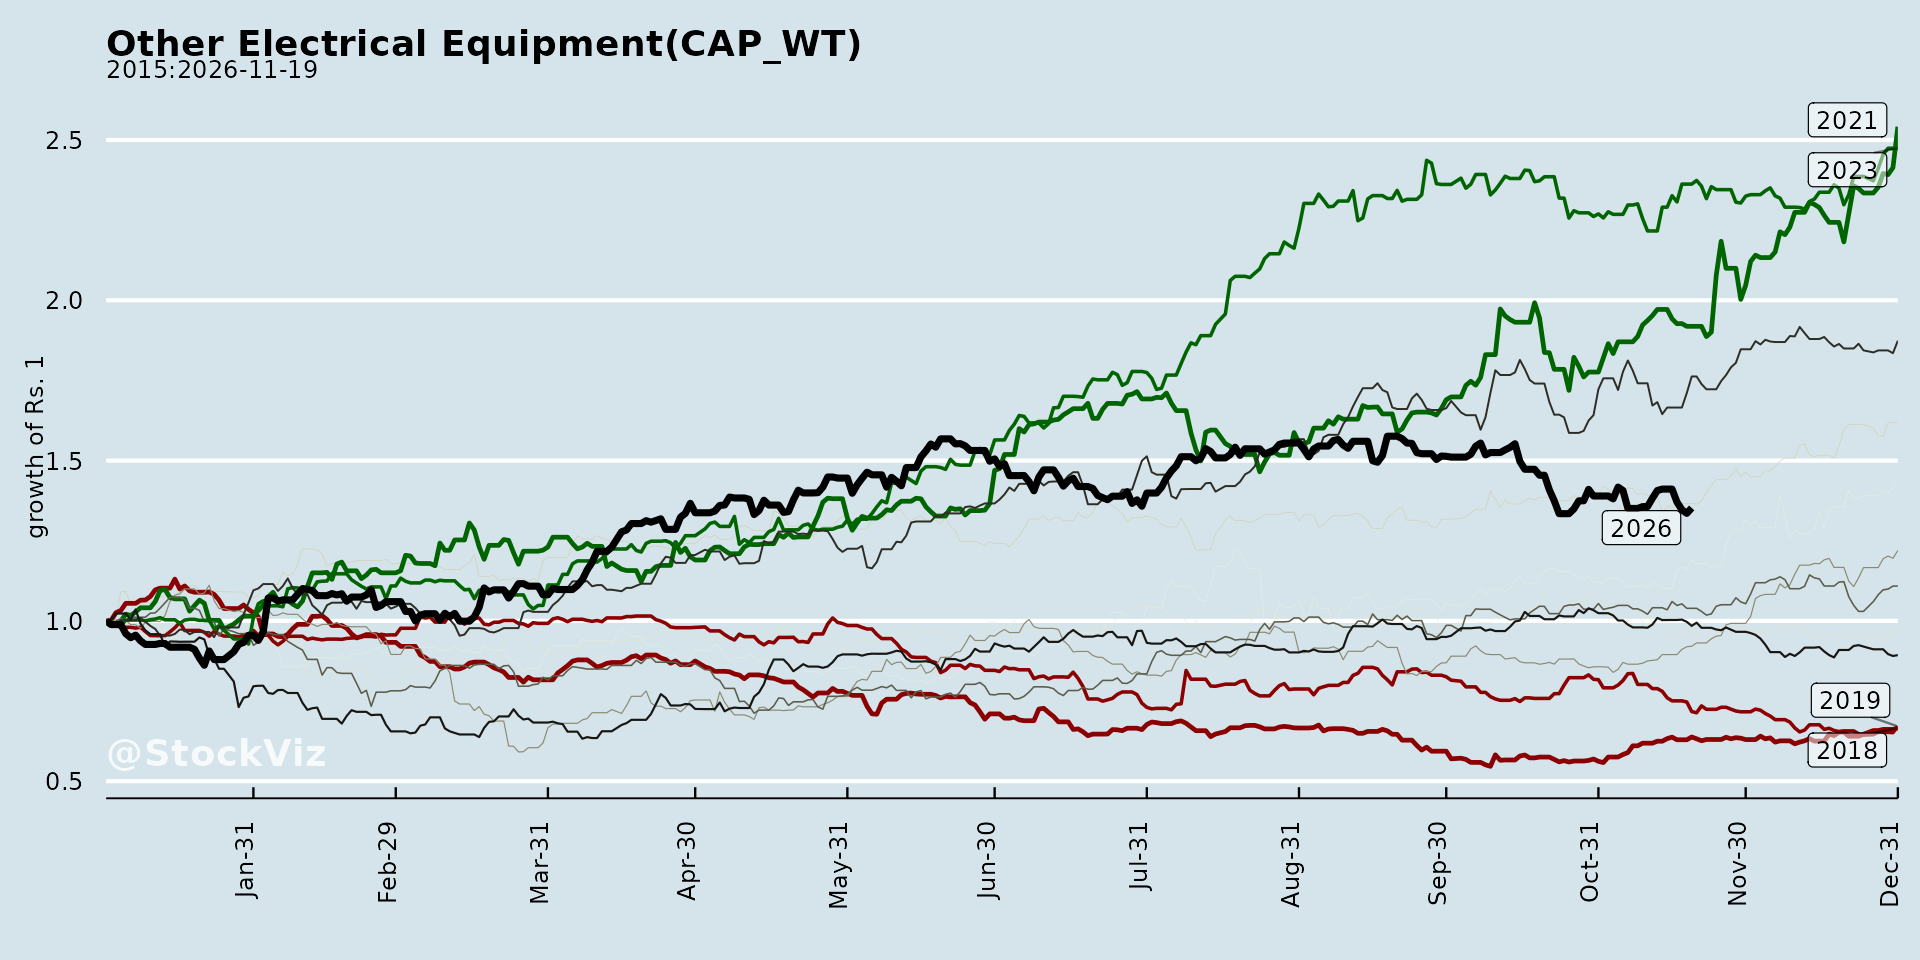 Other Electrical Equipment(CAP_WT)
2015:2026-11-19
growth of Rs. 1
2.5
2.0
1.5
1.0
0.5
2021
2023
2026
2019
2018
@StockViz
Jan-31
Feb-29
Mar-31
Apr-30
May-31
Jun-30
Jul-31
Aug-31
Sep-30
Oct-31
Nov-30
Dec-31